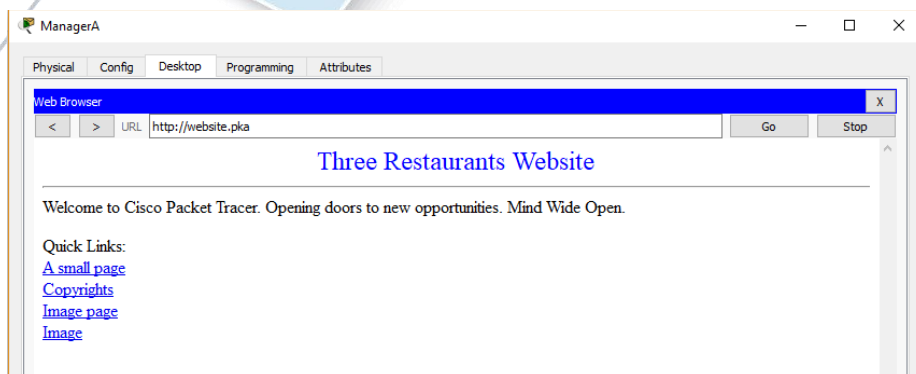 ManagerA
Physical Config Desktop Programming Attributes
Web Browser X
< > URL http://website.pka Go Stop
Three Restaurants Website
Welcome to Cisco Packet Tracer. Opening doors to new opportunities. Mind Wide Open.
Quick Links:
A small page
Copyrights
Image page
Image